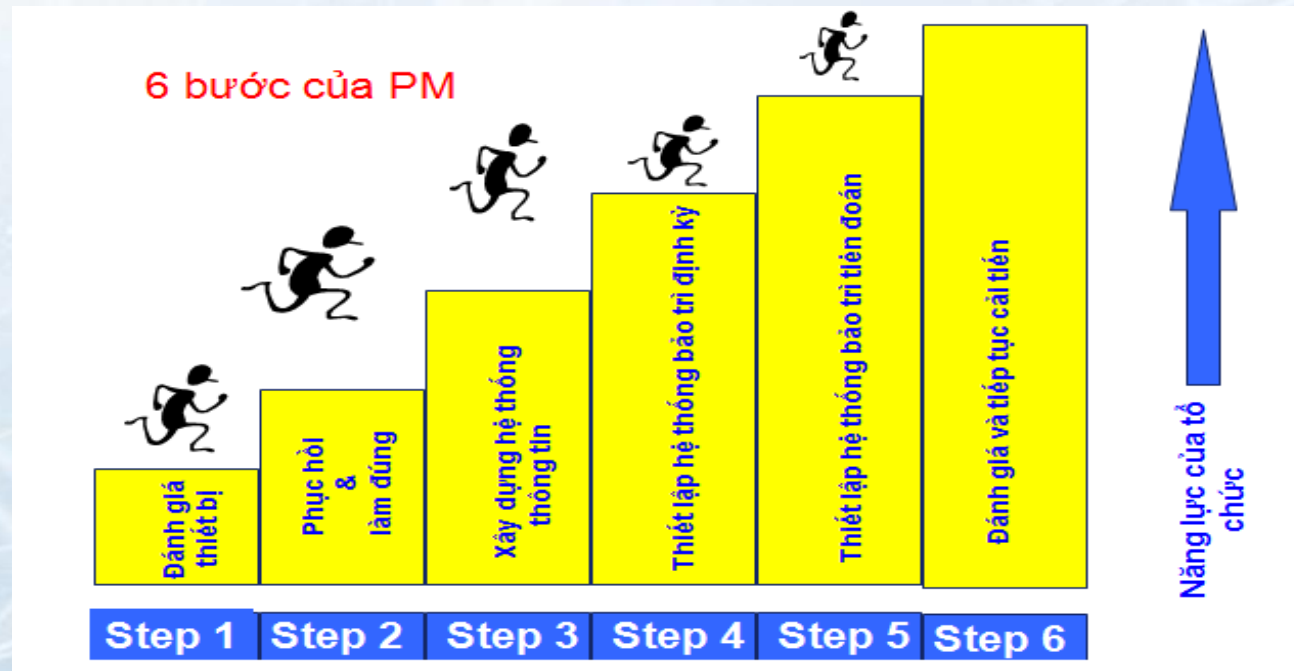 6 bước của PM
Đánh giá
thiết bị
Phục hồi
&
làm đúng
Xây dựng hệ thống
thông tin
Thiết lập hệ thống bảo trì định kỳ
Thiết lập hệ thống bảo trì tiên đoán
Đánh giá và tiếp tục cải tiến
Năng lực của tổ
chức
Step 1
Step 2
Step 3
Step 4
Step 5
Step 6